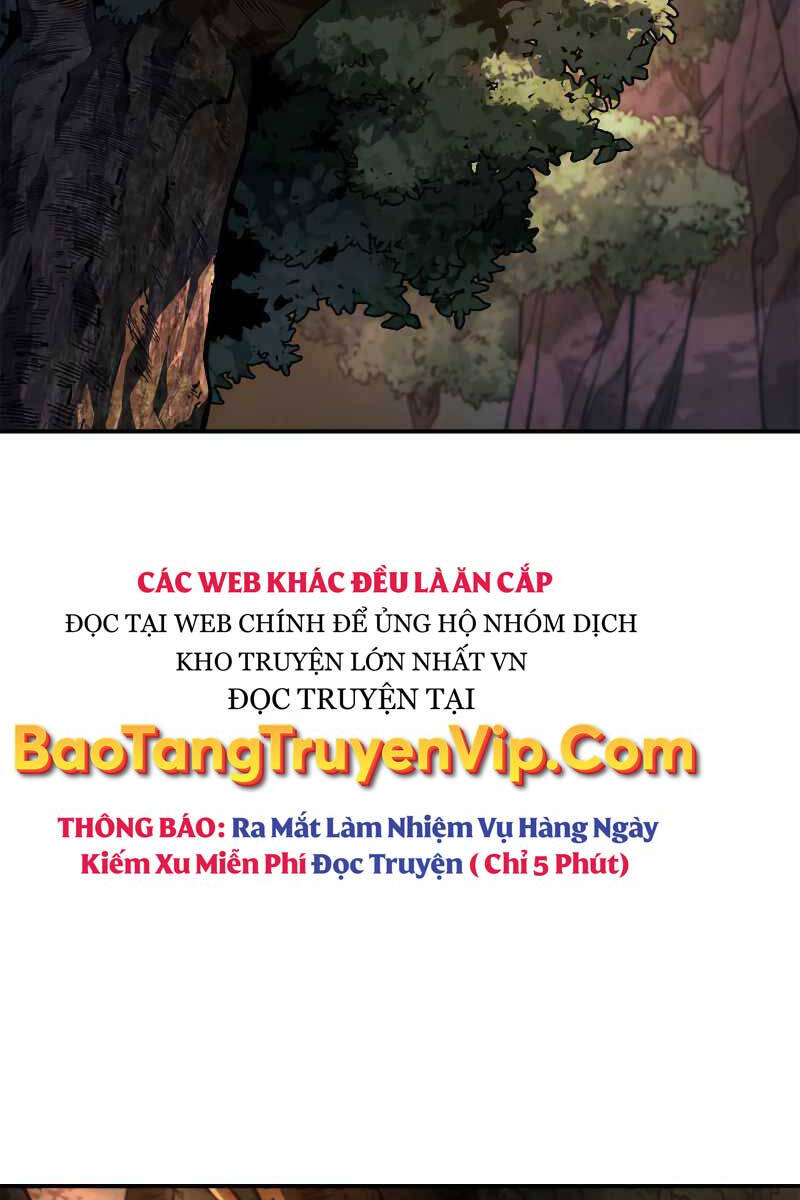 CÁC WEB KHÁC ĐỀU LÀ ĂN CẮP
ĐỌC TẠI WEB CHÍNH ĐỂ ỦNG HỘ NHÓM DỊCH
KHO TRUYỆN LỚN NHẤT VN
ĐỌC TRUYỆN TẠI
BaoTangTruyenVip.Com
THÔNG BÁO: Ra Mắt Làm Nhiệm Vụ Hàng Ngày
Kiếm Xu Miễn Phí Đọc Truyện ( Chỉ 5 Phút)